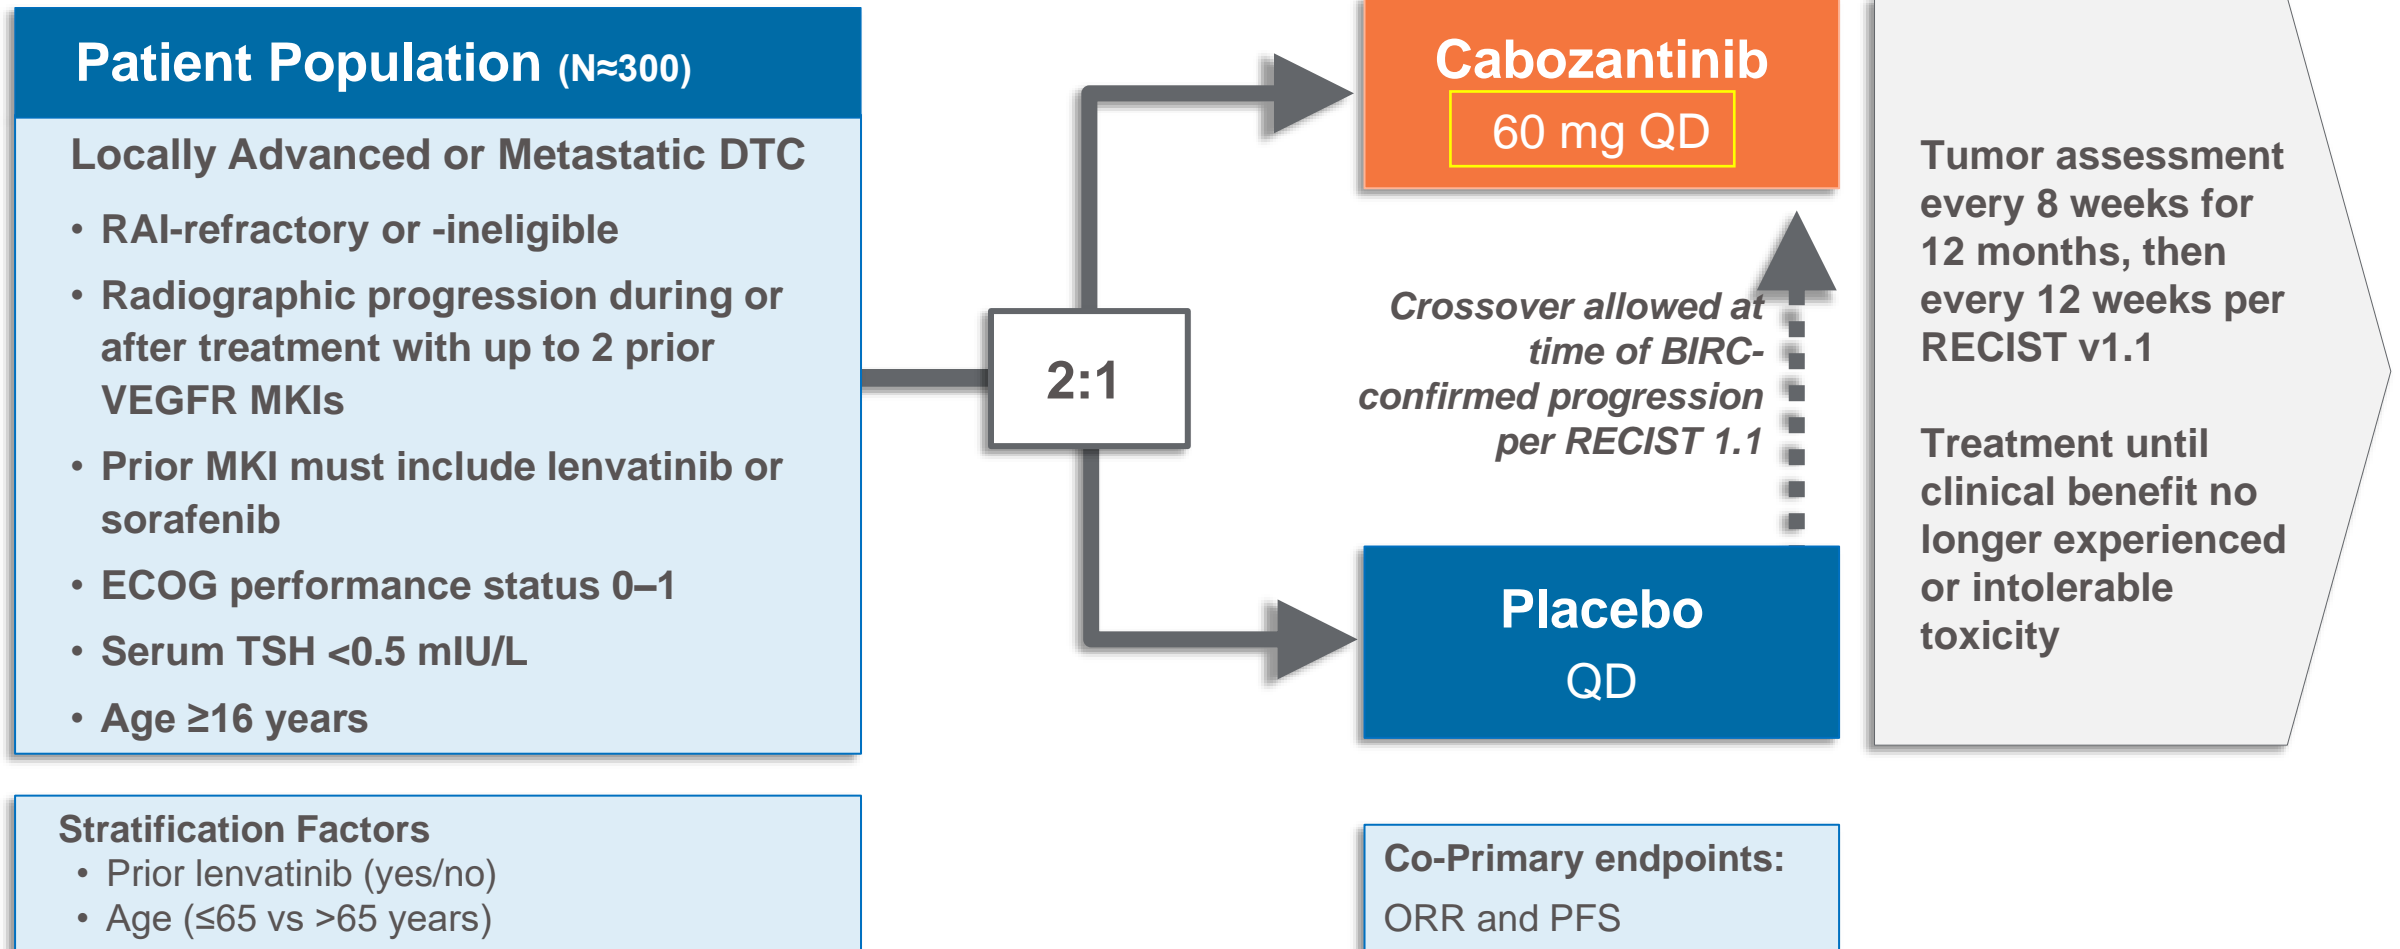 Patient Population (N≈300)
Locally Advanced or Metastatic DTC
• RAI-refractory or -ineligible
• Radiographic progression during or
after treatment with up to 2 prior
VEGFR MKIs
• Prior MKI must include lenvatinib or
sorafenib
• ECOG performance status 0–1
• Serum TSH <0.5 mIU/L
• Age ≥16 years
Stratification Factors
• Prior lenvatinib (yes/no)
• Age (≤65 vs >65 years)
2:1
Cabozantinib
60 mg QD
Crossover allowed at
time of BIRC-
confirmed progression
per RECIST 1.1
Placebo
QD
Co-Primary endpoints:
ORR and PFS
Tumor assessment
every 8 weeks for
12 months, then
every 12 weeks per
RECIST v1.1
Treatment until
clinical benefit no
longer experienced
or intolerable
toxicity